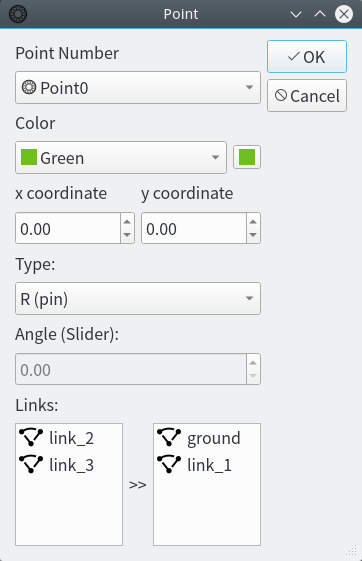 Point
Point Number
OK
Point0
Cancel
Color
Green
x coordinate y coordinate
0.00 0.00
Type:
R (pin)
Angle (Slider):
0.00
Links:
link_2 ground
link_3 link_1
>>